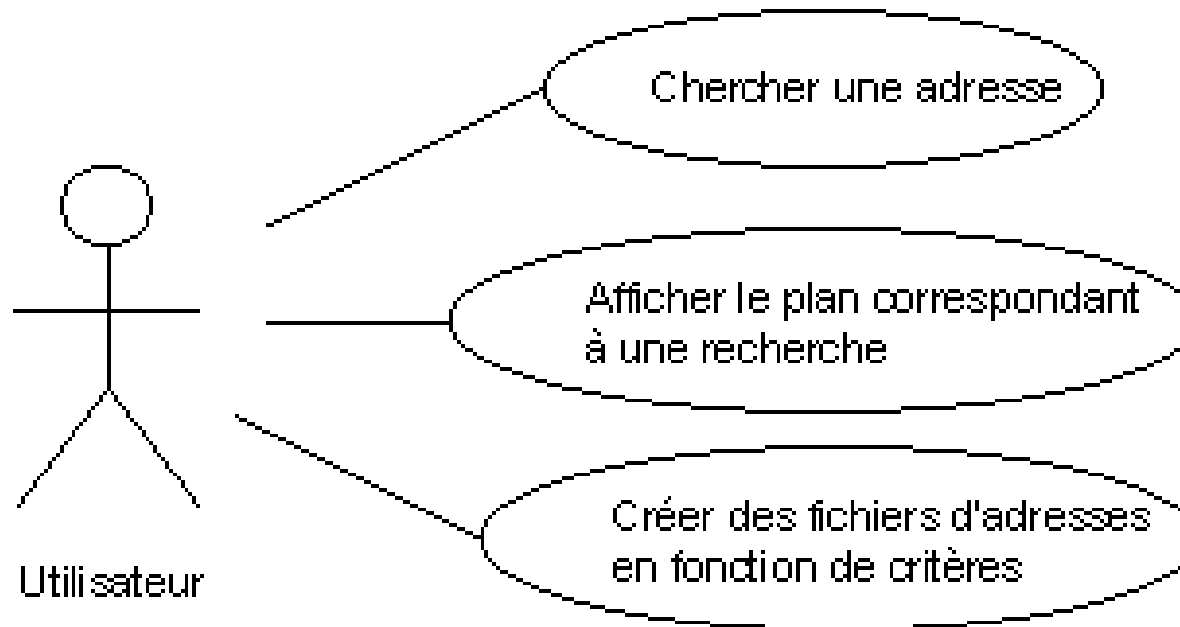 Chercher une adresse
Afficher le plan correspondant
à une recherche
Créer des fichiers d'adresses
en fonction de critères
Utilisateur